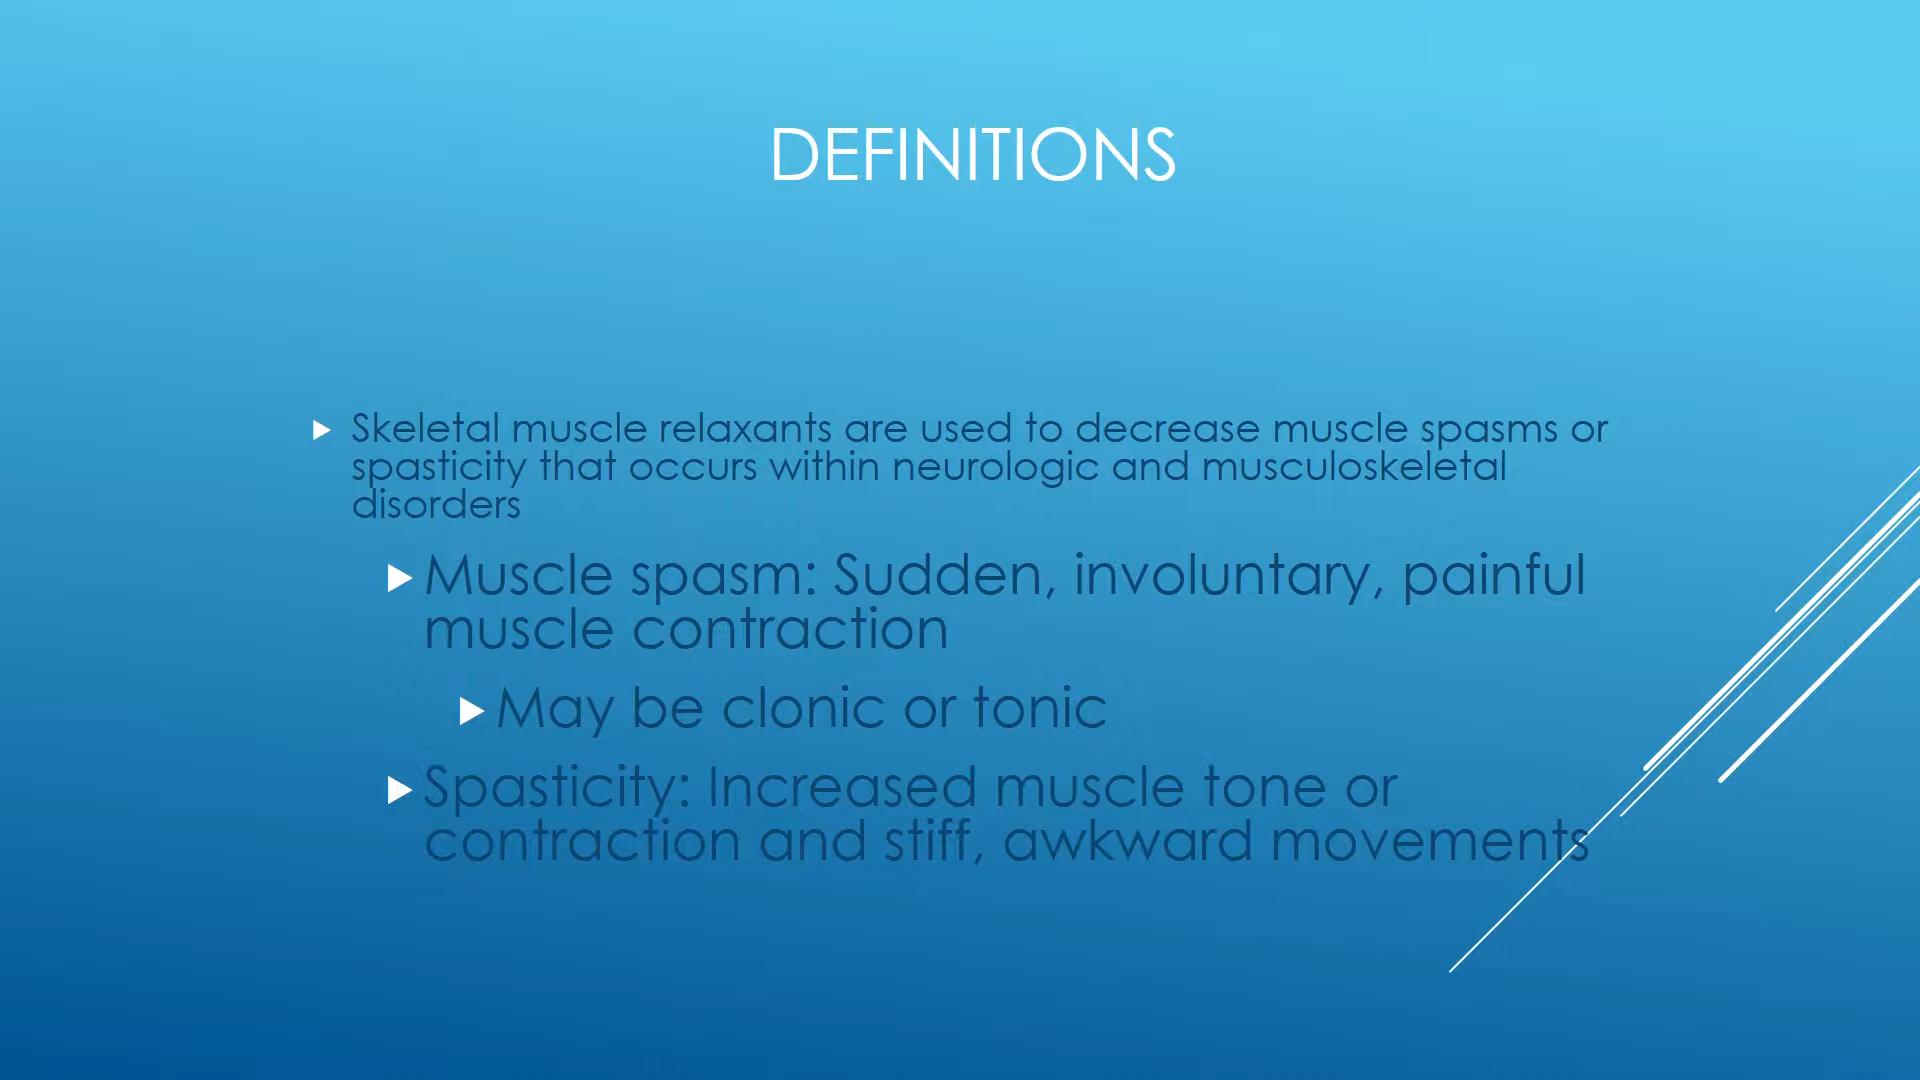 DEFINITIONS
Skeletal muscle relaxants are used to decrease muscle spasms or
spasticity that occurs within neurologic and musculoskeletal
disorders
Muscle spasm: Sudden, involuntary, painful
muscle contraction
May be clonic or tonic
Spasticity: Increased muscle tone or
contraction and stiff, awkward movements